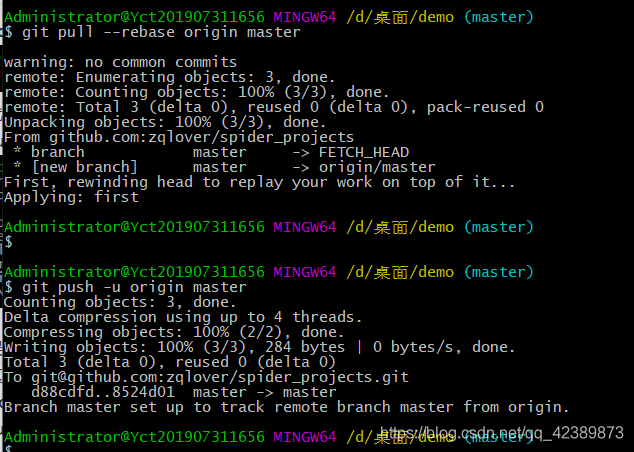 Administrator@Yct201907311656 MINGW64 /d/桌面/demo (master)
$ git pull --rebase origin master
warning: no common commits
remote: Enumerating objects: 3, done.
remote: Counting objects: 100% (3/3), done.
remote: Total 3 (delta 0), reused 0 (delta 0), pack-reused 0
Unpacking objects: 100% (3/3), done.
From github.com:zqlover/spider_projects
 * branch            master     -> FETCH_HEAD
 * [new branch]      master     -> origin/master
First, rewinding head to replay your work on top of it...
Applying: first
Administrator@Yct201907311656 MINGW64 /d/桌面/demo (master)
$
Administrator@Yct201907311656 MINGW64 /d/桌面/demo (master)
$ git push -u origin master
Counting objects: 3, done.
Delta compression using up to 4 threads.
Compressing objects: 100% (2/2), done.
Writing objects: 100% (3/3), 284 bytes | 0 bytes/s, done.
Total 3 (delta 0), reused 0 (delta 0)
To git@github.com:zqlover/spider_projects.git
   d88cdfd..8524d01  master -> master
Branch master set up to track remote branch master from origin.
Administrator@Yct201907311656 MINGW64 /d/桌面/demo (master)
https://blog.csdn.net/qq_42389873
$